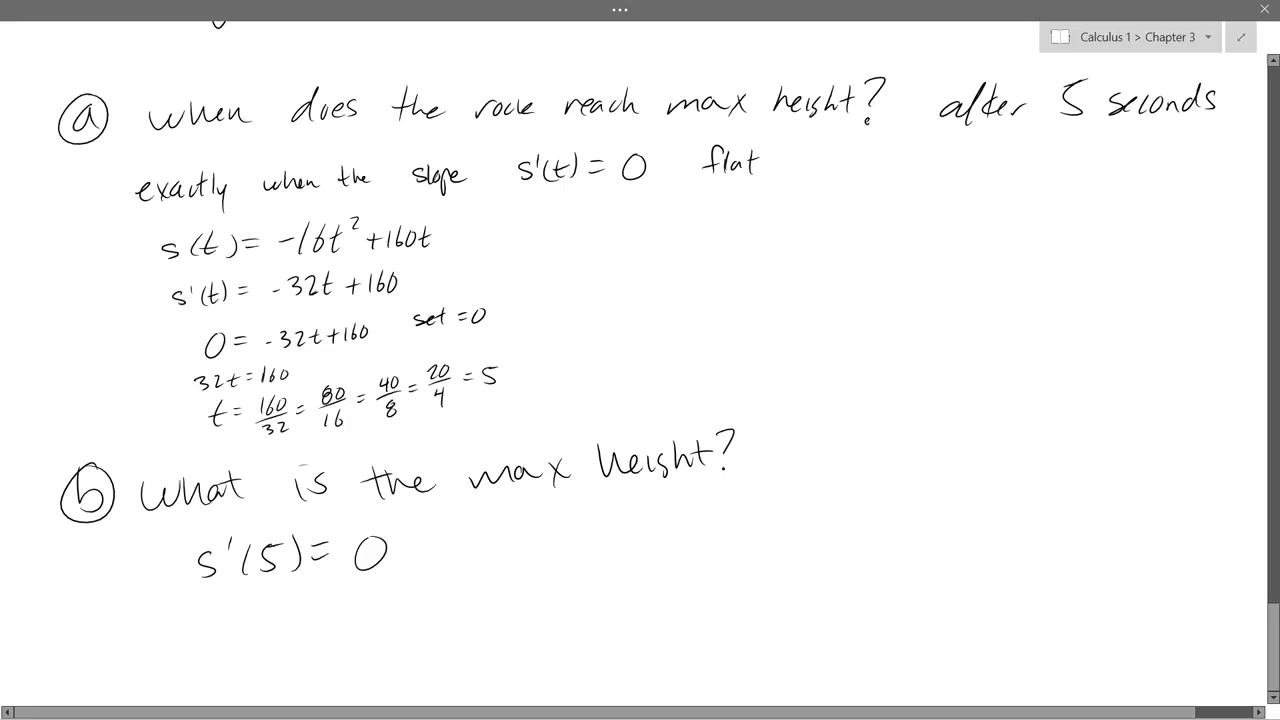 ...
Calculus 1 > Chapter 3
ⓐ when does the rock reach max height? after 5 seconds
exactly when the slope s'(t) = 0 flat
s(t) = -16t² + 160t
s'(t) = -32t + 160
0 = -32t + 160 set = 0
32t = 160
t = 160/32 = 80/16 = 40/8 = 20/4 = 5
ⓑ What is the max height?
s'(5) = 0